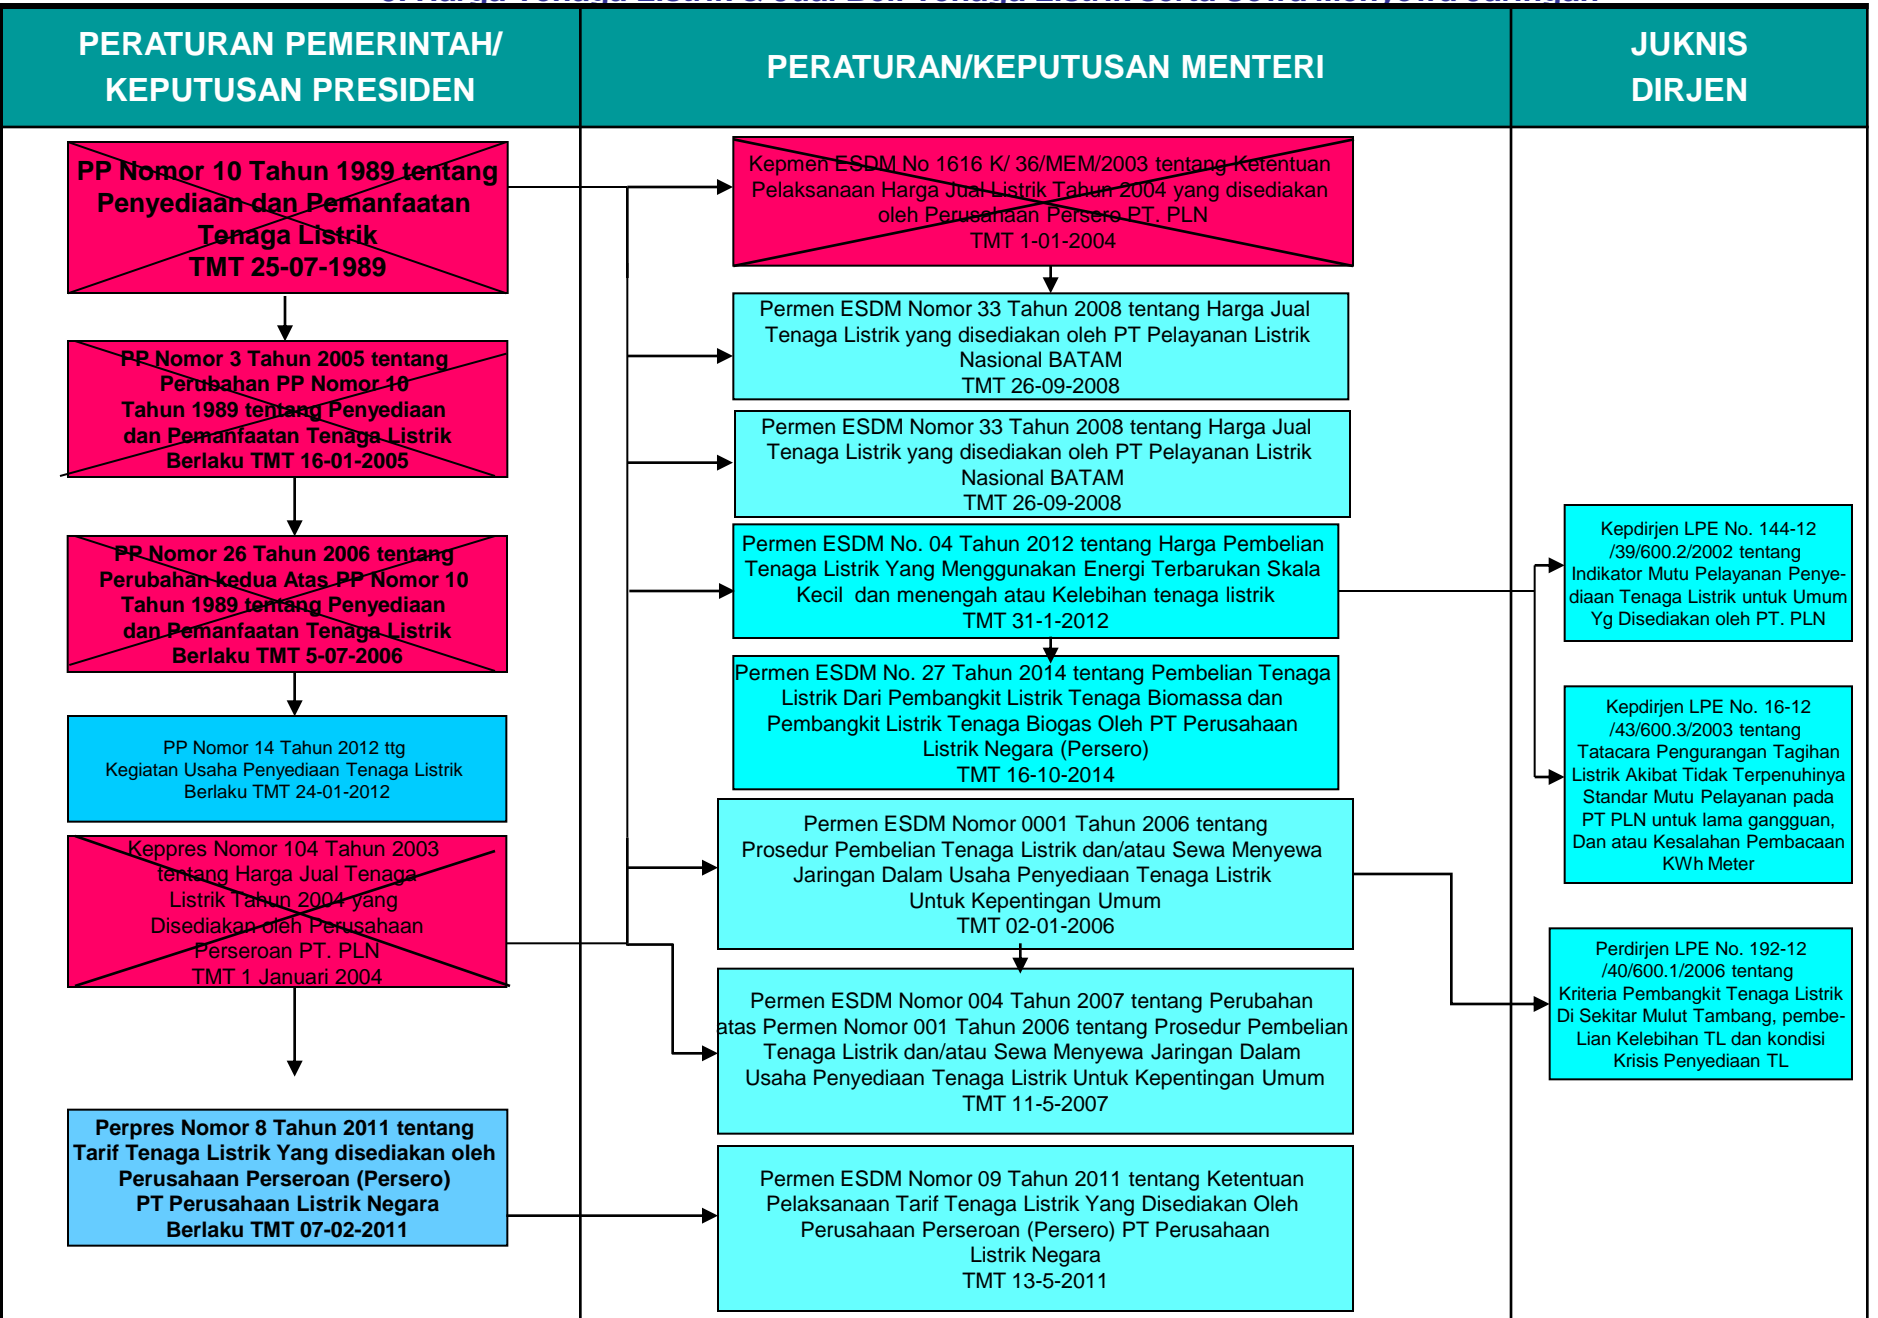 PERATURAN PEMERINTAH/
KEPUTUSAN PRESIDEN
PERATURAN/KEPUTUSAN MENTERI
JUKNIS
DIRJEN
PP Nomor 10 Tahun 1989 tentang
Penyediaan dan Pemanfaatan
Tenaga Listrik
TMT 25-07-1989
PP Nomor 3 Tahun 2005 tentang
Perubahan PP Nomor 10
Tahun 1989 tentang Penyediaan
dan Pemanfaatan Tenaga Listrik
Berlaku TMT 16-01-2005
PP Nomor 26 Tahun 2006 tentang
Perubahan kedua Atas PP Nomor 10
Tahun 1989 tentang Penyediaan
dan Pemanfaatan Tenaga Listrik
Berlaku TMT 5-07-2006
PP Nomor 14 Tahun 2012 ttg
Kegiatan Usaha Penyediaan Tenaga Listrik
Berlaku TMT 24-01-2012
Keppres Nomor 104 Tahun 2003
tentang Harga Jual Tenaga
Listrik Tahun 2004 yang
Disediakan oleh Perusahaan
Perseroan PT. PLN
TMT 1 Januari 2004
Perpres Nomor 8 Tahun 2011 tentang
Tarif Tenaga Listrik Yang disediakan oleh
Perusahaan Perseroan (Persero)
PT Perusahaan Listrik Negara
Berlaku TMT 07-02-2011
Kepmen ESDM No 1616 K/ 36/MEM/2003 tentang Ketentuan
Pelaksanaan Harga Jual Listrik Tahun 2004 yang disediakan
oleh Perusahaan Persero PT. PLN
TMT 1-01-2004
Permen ESDM Nomor 33 Tahun 2008 tentang Harga Jual
Tenaga Listrik yang disediakan oleh PT Pelayanan Listrik
Nasional BATAM
TMT 26-09-2008
Permen ESDM Nomor 33 Tahun 2008 tentang Harga Jual
Tenaga Listrik yang disediakan oleh PT Pelayanan Listrik
Nasional BATAM
TMT 26-09-2008
Permen ESDM No. 04 Tahun 2012 tentang Harga Pembelian
Tenaga Listrik Yang Menggunakan Energi Terbarukan Skala
Kecil dan menengah atau Kelebihan tenaga listrik
TMT 31-1-2012
Permen ESDM No. 27 Tahun 2014 tentang Pembelian Tenaga
Listrik Dari Pembangkit Listrik Tenaga Biomassa dan
Pembangkit Listrik Tenaga Biogas Oleh PT Perusahaan
Listrik Negara (Persero)
TMT 16-10-2014
Permen ESDM Nomor 0001 Tahun 2006 tentang
Prosedur Pembelian Tenaga Listrik dan/atau Sewa Menyewa
Jaringan Dalam Usaha Penyediaan Tenaga Listrik
Untuk Kepentingan Umum
TMT 02-01-2006
Permen ESDM Nomor 004 Tahun 2007 tentang Perubahan
atas Permen Nomor 001 Tahun 2006 tentang Prosedur Pembelian
Tenaga Listrik dan/atau Sewa Menyewa Jaringan Dalam
Usaha Penyediaan Tenaga Listrik Untuk Kepentingan Umum
TMT 11-5-2007
Permen ESDM Nomor 09 Tahun 2011 tentang Ketentuan
Pelaksanaan Tarif Tenaga Listrik Yang Disediakan Oleh
Perusahaan Perseroan (Persero) PT Perusahaan
Listrik Negara
TMT 13-5-2011
Kepdirjen LPE No. 144-12
/39/600.2/2002 tentang
Indikator Mutu Pelayanan Penye-
diaan Tenaga Listrik untuk Umum
Yg Disediakan oleh PT. PLN
Kepdirjen LPE No. 16-12
/43/600.3/2003 tentang
Tatacara Pengurangan Tagihan
Listrik Akibat Tidak Terpenuhinya
Standar Mutu Pelayanan pada
PT PLN untuk lama gangguan,
Dan atau Kesalahan Pembacaan
KWh Meter
Perdirjen LPE No. 192-12
/40/600.1/2006 tentang
Kriteria Pembangkit Tenaga Listrik
Di Sekitar Mulut Tambang, pembe-
Lian Kelebihan TL dan kondisi
Krisis Penyediaan TL